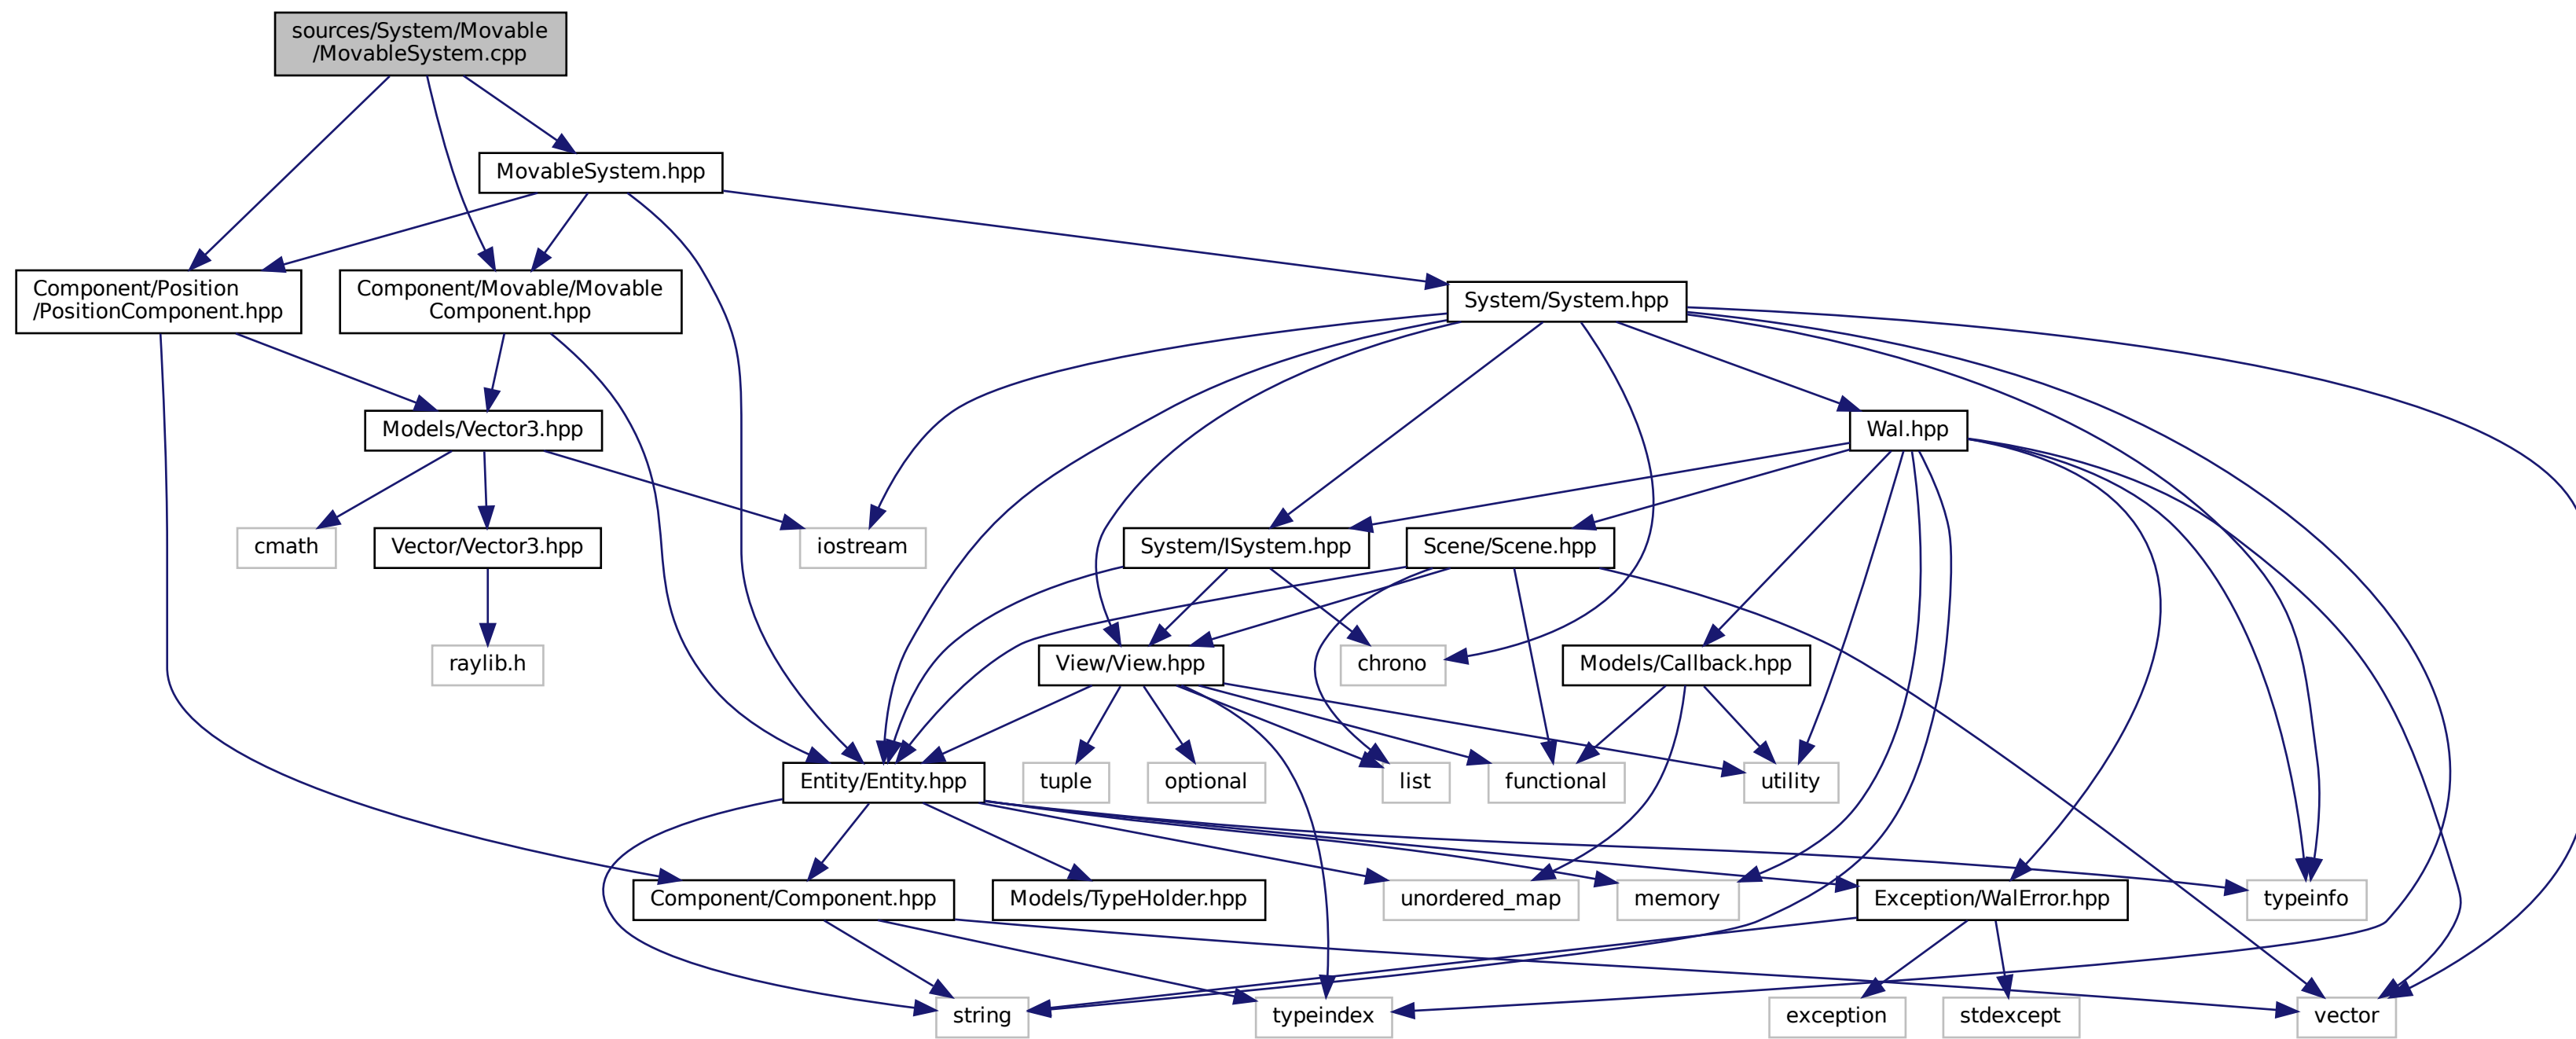 sources/System/Movable
/MovableSystem.cpp
MovableSystem.hpp
Component/Position
/PositionComponent.hpp
Component/Movable/Movable
Component.hpp
System/System.hpp
Models/Vector3.hpp
Wal.hpp
cmath
Vector/Vector3.hpp
iostream
System/ISystem.hpp
Scene/Scene.hpp
raylib.h
View/View.hpp
chrono
Models/Callback.hpp
Entity/Entity.hpp
tuple
optional
list
functional
utility
Component/Component.hpp
Models/TypeHolder.hpp
unordered_map
memory
Exception/WalError.hpp
typeinfo
string
typeindex
exception
stdexcept
vector